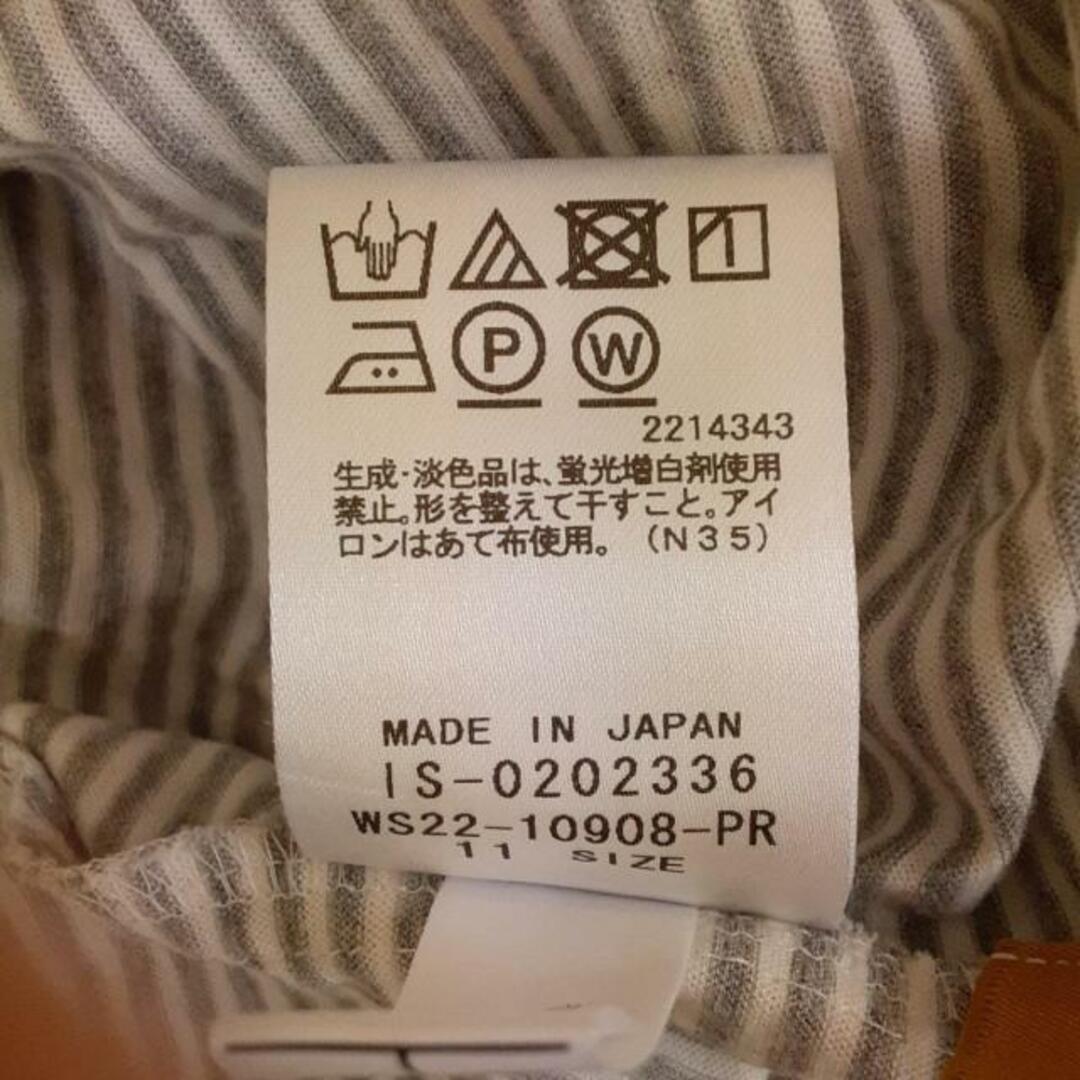 P W
2214343
生成・淡色品は、蛍光増白剤使用
禁止。形を整えて干すこと。アイ
ロンはあて布使用。（N35）
MADE IN JAPAN
IS-0202336
WS22-10908-PR
11 SIZE